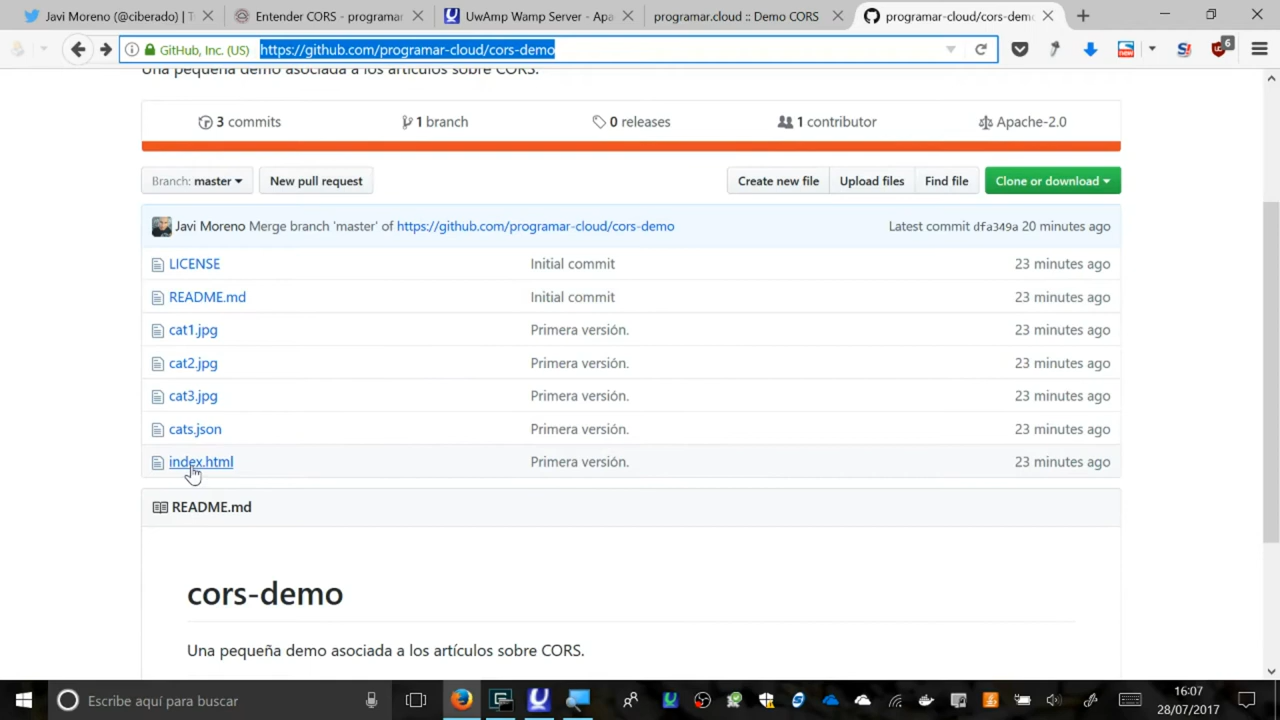 Javi Moreno (@ciberado) | T
Entender CORS - programar
UwAmp Wamp Server - Apa
programar.cloud :: Demo CORS
programar-cloud/cors-demo
GitHub, Inc. (US)
https://github.com/programar-cloud/cors-demo
6
Una pequeña demo asociada a los artículos sobre CORS.
3 commits
1 branch
0 releases
1 contributor
Apache-2.0
Branch: master
New pull request
Create new file
Upload files
Find file
Clone or download
Javi Moreno Merge branch 'master' of https://github.com/programar-cloud/cors-demo
Latest commit dfa349a 20 minutes ago
LICENSE Initial commit 23 minutes ago
README.md Initial commit 23 minutes ago
cat1.jpg Primera versión. 23 minutes ago
cat2.jpg Primera versión. 23 minutes ago
cat3.jpg Primera versión. 23 minutes ago
cats.json Primera versión. 23 minutes ago
index.html Primera versión. 23 minutes ago
README.md
cors-demo
Una pequeña demo asociada a los artículos sobre CORS.
Escribe aquí para buscar
16:07
28/07/2017